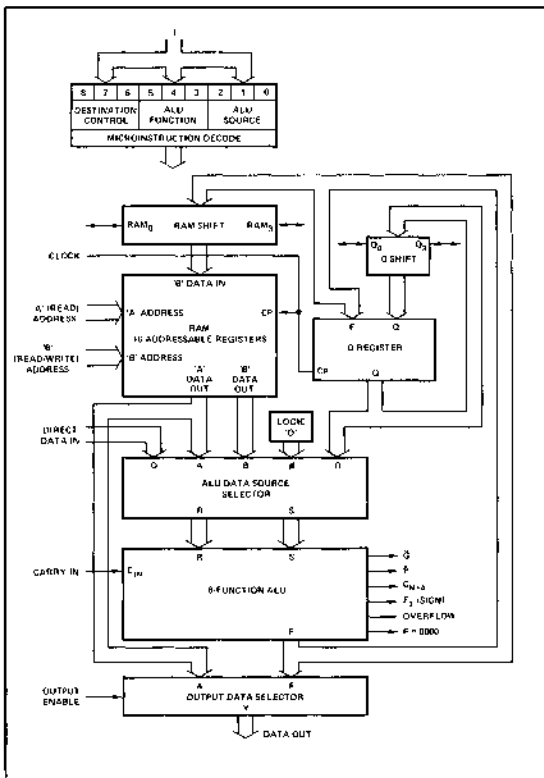 I
8 7 6 5 4 3 2 1 0
DESTINATION CONTROL
ALU FUNCTION
ALU SOURCE
MICROINSTRUCTION DECODE
RAM0 RAM SHIFT RAM3
Q0 Q3
Q SHIFT
CLOCK
'B' DATA IN
'A' (READ) ADDRESS
'A' ADDRESS
CP
RAM
16 ADDRESSABLE REGISTERS
'B' (READ/WRITE) ADDRESS
'B' ADDRESS
'A' DATA OUT
'B' DATA OUT
F Q
Q REGISTER
CP
Q
LOGIC '0'
DIRECT DATA IN
D A B Ø Q
ALU DATA SOURCE SELECTOR
R S
R S
CARRY IN
CIN
8-FUNCTION ALU
F
G
P
CN+4
F3 (SIGN)
OVERFLOW
F = 0000
OUTPUT ENABLE
A F
OUTPUT DATA SELECTOR
Y
DATA OUT